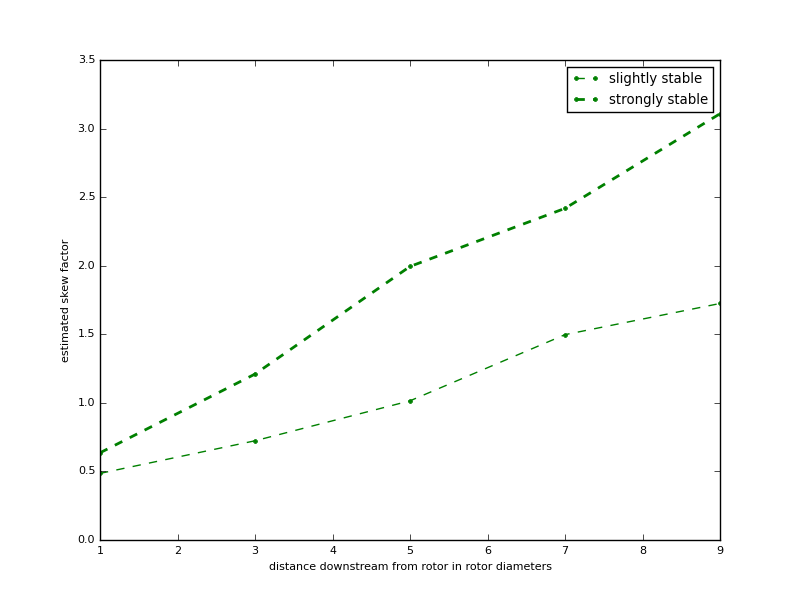 3.5
3.0
2.5
2.0
1.5
1.0
0.5
0.0
estimated skew factor
slightly stable
strongly stable
1 2 3 4 5 6 7 8 9
distance downstream from rotor in rotor diameters